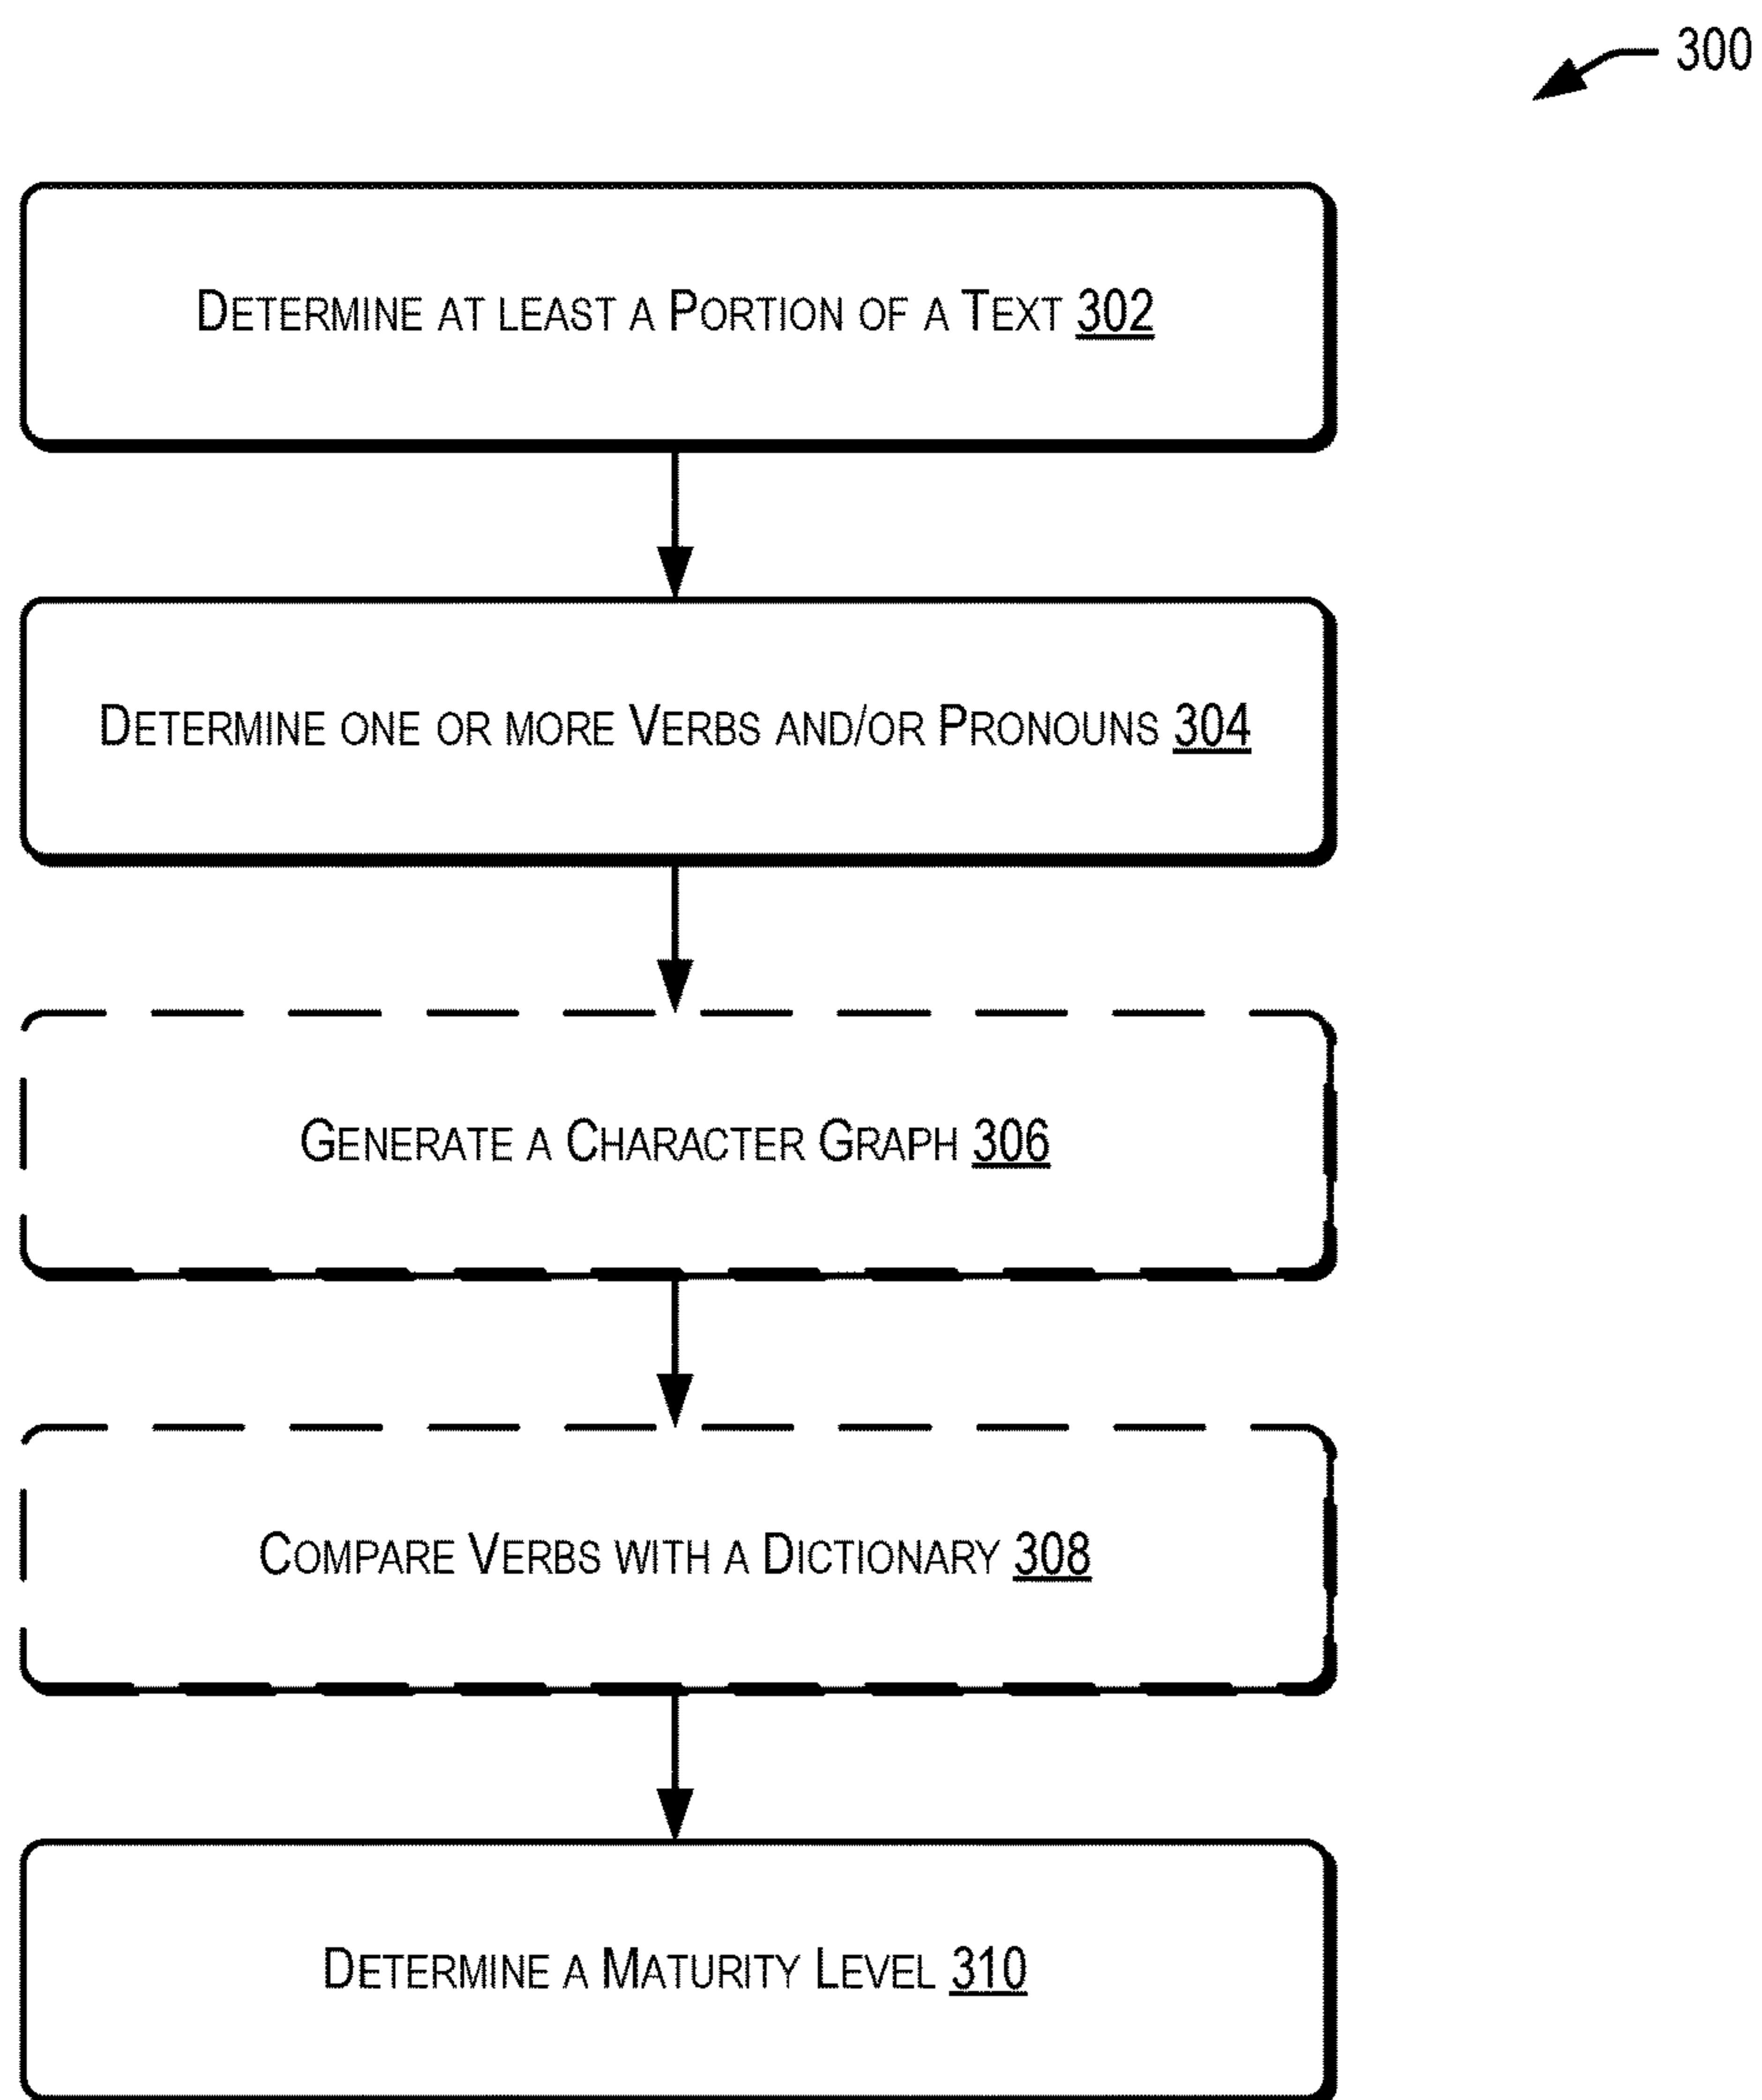 300
DETERMINE AT LEAST A PORTION OF A TEXT 302
DETERMINE ONE OR MORE VERBS AND/OR PRONOUNS 304
GENERATE A CHARACTER GRAPH 306
COMPARE VERBS WITH A DICTIONARY 308
DETERMINE A MATURITY LEVEL 310